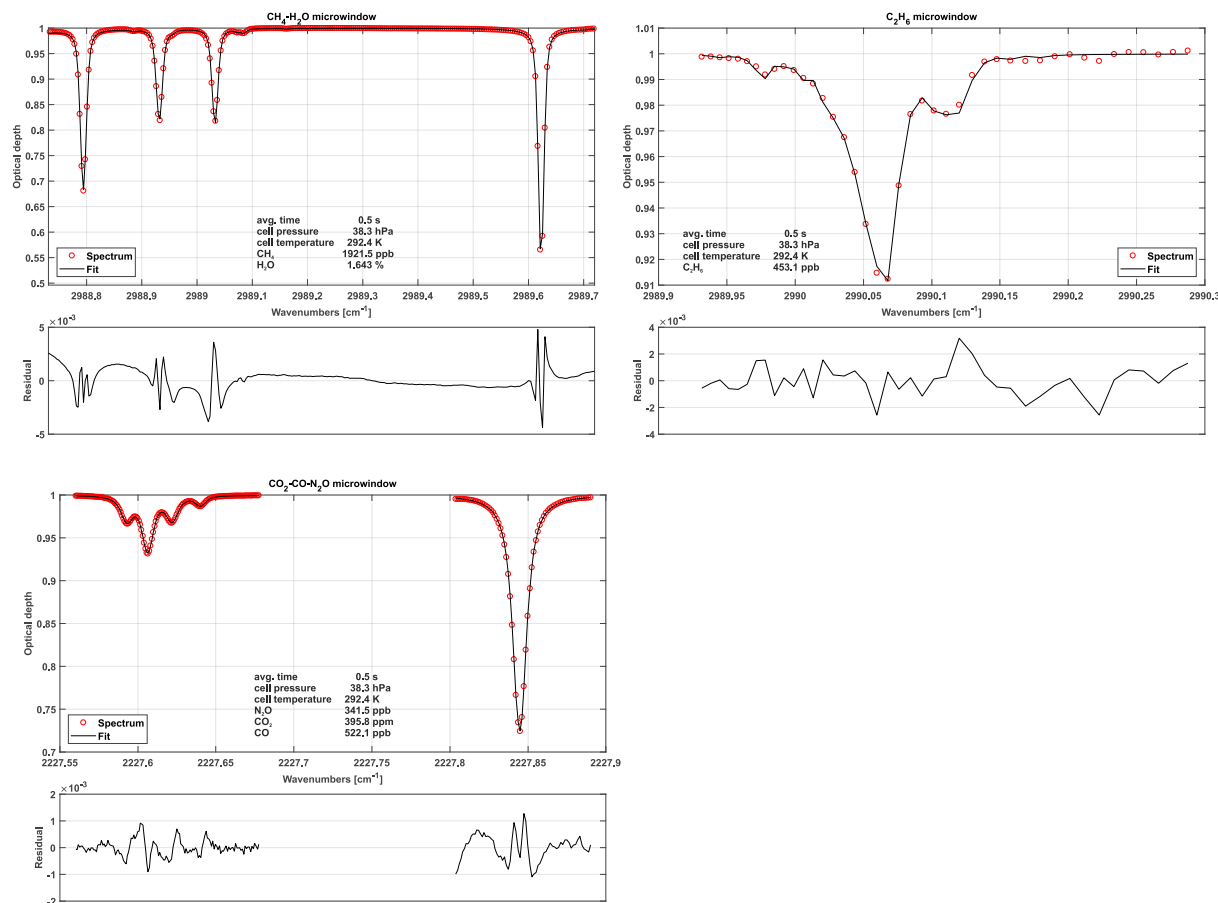 CH₄-H₂O microwindow
1
0.95
0.9
0.85
0.8
0.75
0.7
0.65
0.6
0.55
0.5
Optical depth
avg. time 0.5 s
cell pressure 38.3 hPa
cell temperature 292.4 K
CH₄ 1921.5 ppb
H₂O 1.643 %
Spectrum
Fit
2988.8 2988.9 2989 2989.1 2989.2 2989.3 2989.4 2989.5 2989.6 2989.7
Wavenumbers [cm⁻¹]
×10⁻³
5
0
-5
Residual
C₂H₆ microwindow
1.01
1
0.99
0.98
0.97
0.96
0.95
0.94
0.93
0.92
0.91
Optical depth
avg. time 0.5 s
cell pressure 38.3 hPa
cell temperature 292.4 K
C₂H₆ 453.1 ppb
Spectrum
Fit
2989.9 2989.95 2990 2990.05 2990.1 2990.15 2990.2 2990.25 2990.3
Wavenumbers [cm⁻¹]
×10⁻³
4
2
0
-2
-4
Residual
CO₂-CO-N₂O microwindow
1
0.95
0.9
0.85
0.8
0.75
0.7
Optical depth
avg. time 0.5 s
cell pressure 38.3 hPa
cell temperature 292.4 K
N₂O 341.5 ppb
CO₂ 395.8 ppm
CO 522.1 ppb
Spectrum
Fit
2227.55 2227.6 2227.65 2227.7 2227.75 2227.8 2227.85 2227.9
Wavenumbers [cm⁻¹]
×10⁻³
2
1
0
-1
-2
Residual